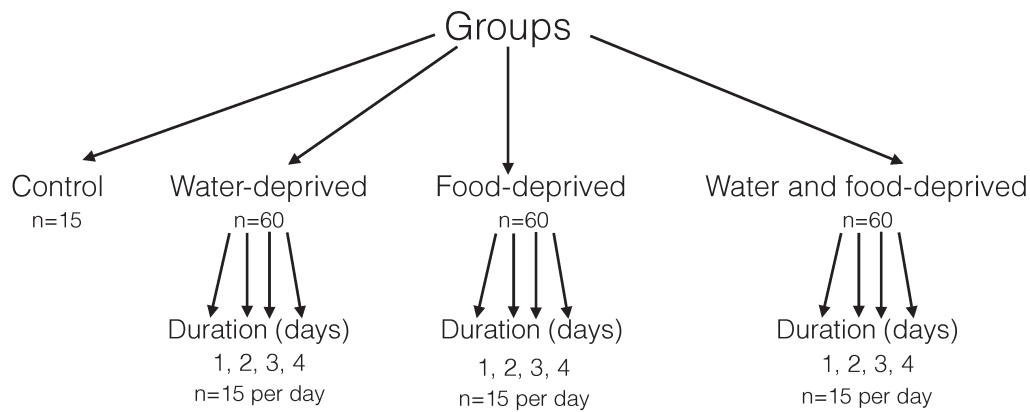 Groups
Control
n=15
Water-deprived
n=60
Duration (days)
1, 2, 3, 4
n=15 per day
Food-deprived
n=60
Duration (days)
1, 2, 3, 4
n=15 per day
Water and food-deprived
n=60
Duration (days)
1, 2, 3, 4
n=15 per day